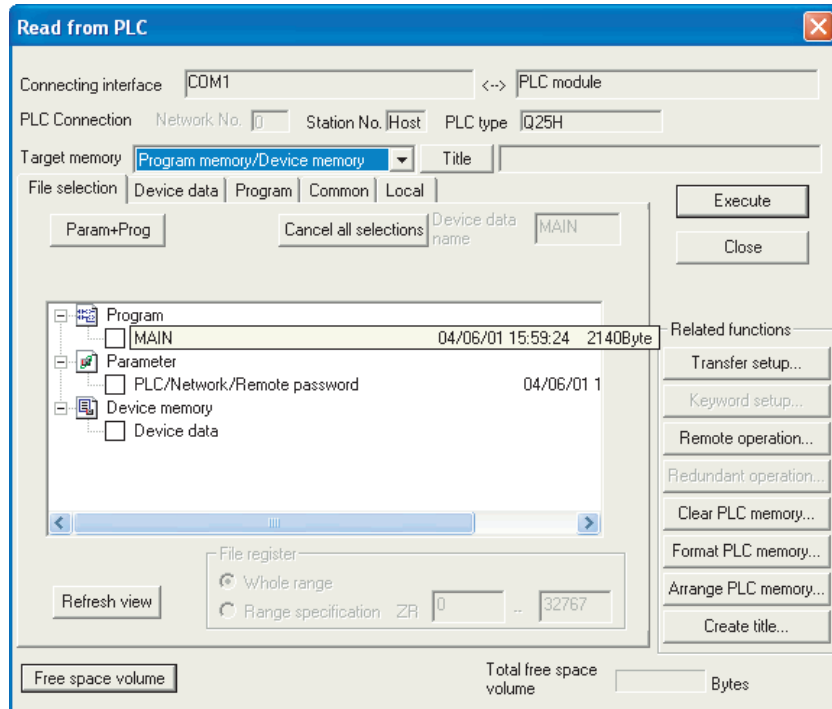 Read from PLC
Connecting interface COM1 <--> PLC module
PLC Connection Network No. 0 Station No. Host PLC type Q25H
Target memory Program memory/Device memory Title
File selection Device data Program Common Local
Execute
Param+Prog Cancel all selections Device data name MAIN
Close
Program
MAIN 04/06/01 15:59:24 2140Byte
Parameter
PLC/Network/Remote password 04/06/01 1
Device memory
Device data
Related functions
Transfer setup...
Keyword setup...
Remote operation...
Redundant operation...
Clear PLC memory...
Format PLC memory...
Arrange PLC memory...
Create title...
File register
Whole range
Range specification ZR 0 .. 32767
Refresh view
Free space volume
Total free space volume Bytes